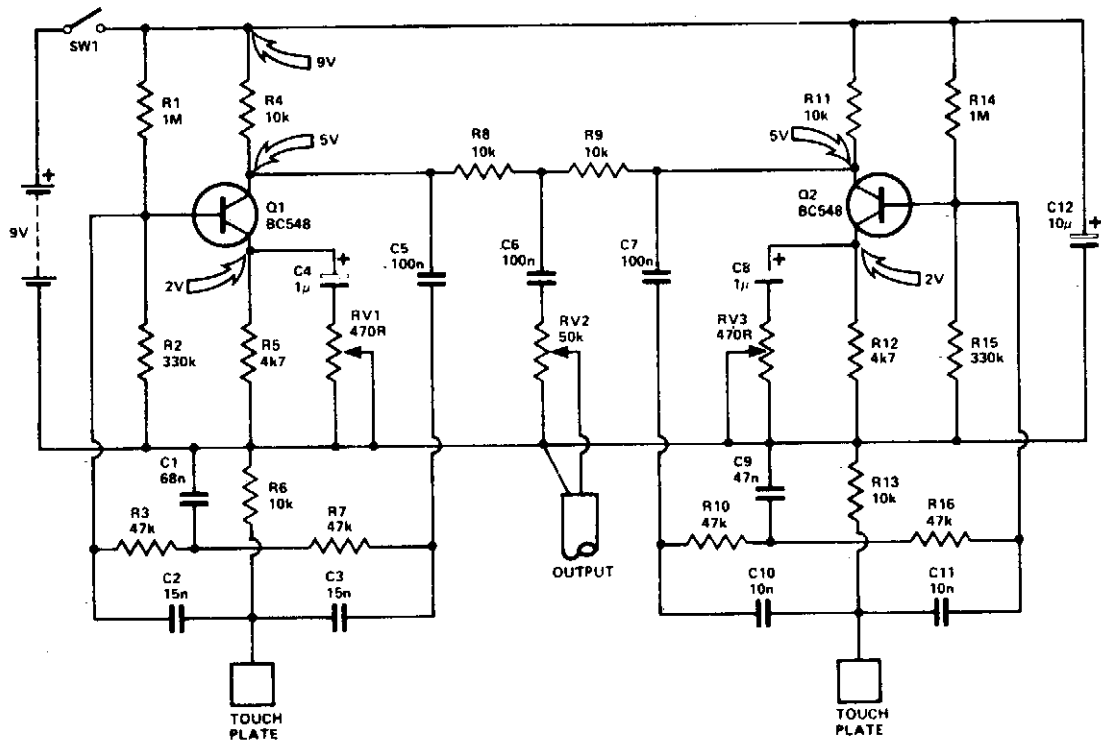 SW1
9V
R1
1M
R4
10k
R11
10k
R14
1M
5V
R8
10k
R9
10k
5V
Q1
BC548
Q2
BC548
C12
10μ
9V
2V
C4
1μ
C5
100n
C6
100n
C7
100n
C8
1μ
2V
R2
330k
R5
4k7
RV1
470R
RV2
50k
RV3
470R
R12
4k7
R15
330k
C1
68n
R6
10k
C9
47n
R13
10k
R3
47k
R7
47k
R10
47k
R16
47k
OUTPUT
C2
15n
C3
15n
C10
10n
C11
10n
TOUCH
PLATE
TOUCH
PLATE
+
+
+
+